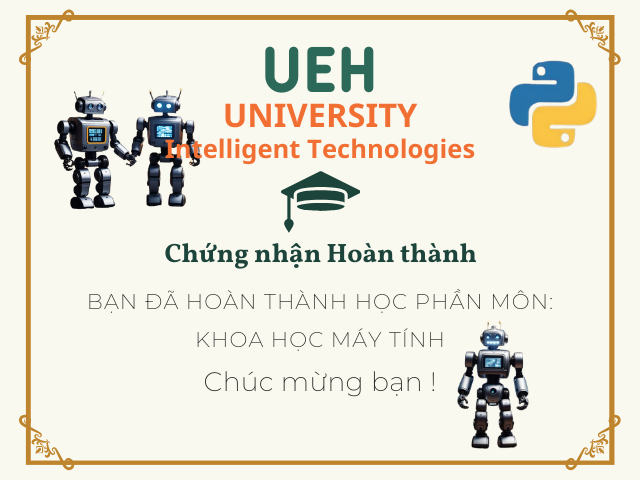 UEH
UNIVERSITY
Intelligent Technologies
Chứng nhận Hoàn thành
BẠN ĐÃ HOÀN THÀNH HỌC PHẦN MÔN:
KHOA HỌC MÁY TÍNH
Chúc mừng bạn !